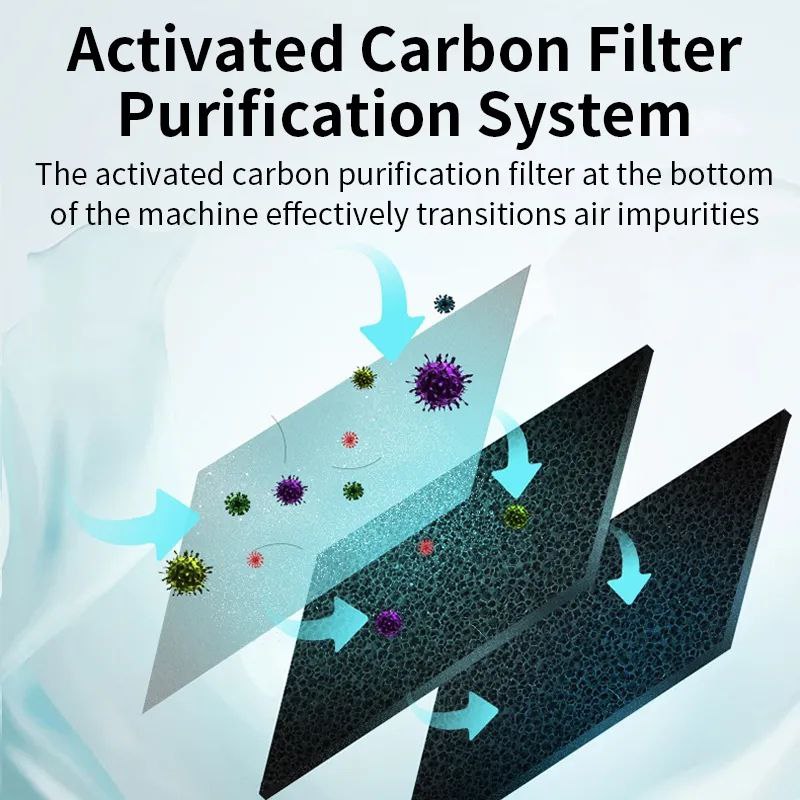 Activated Carbon Filter
Purification System
The activated carbon purification filter at the bottom
of the machine effectively transitions air impurities